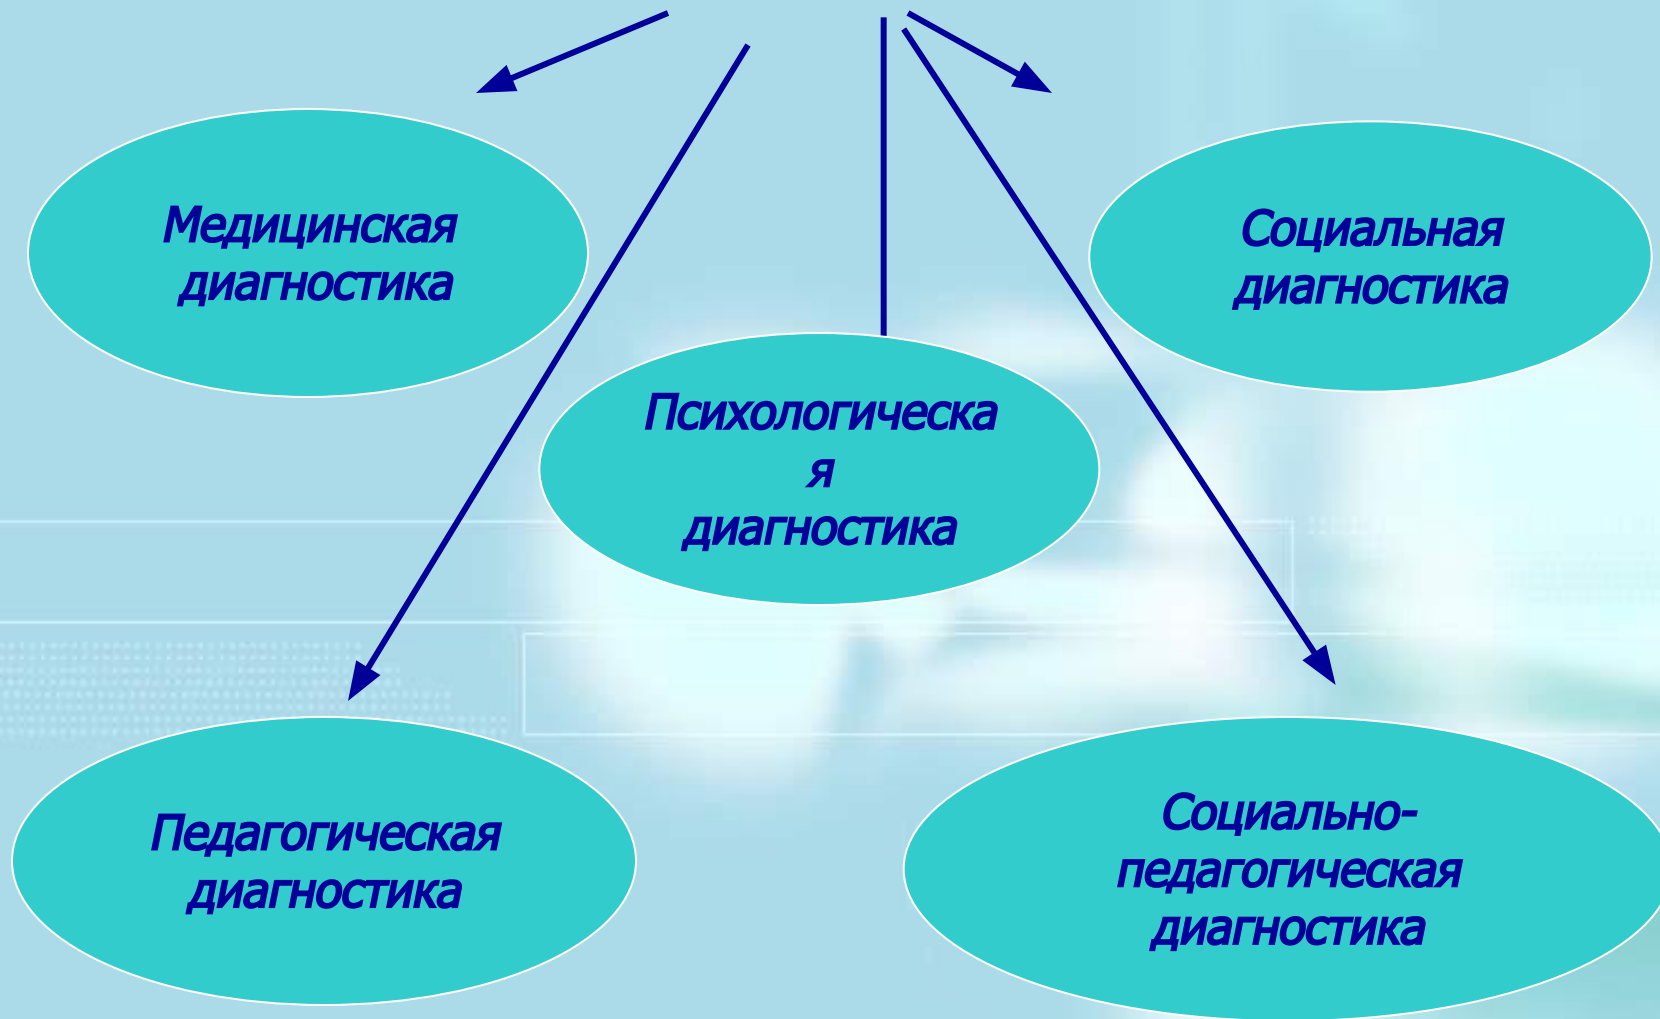 Медицинская
диагностика
Социальная
диагностика
Психологическа
я
диагностика
Педагогическая
диагностика
Социально-
педагогическая
диагностика